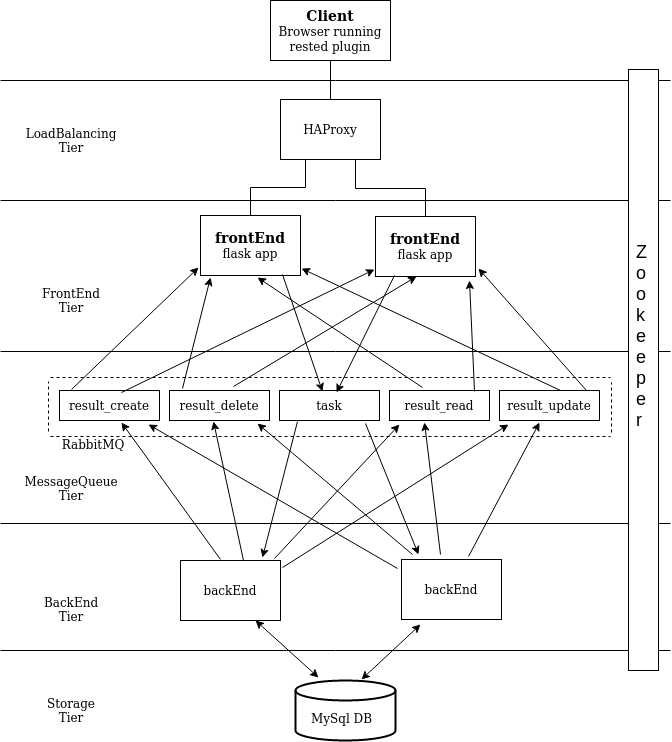 Client
Browser running
rested plugin
HAProxy
LoadBalancing
Tier
frontEnd
flask app
frontEnd
flask app
FrontEnd
Tier
Zookeeper
result_create
result_delete
task
result_read
result_update
RabbitMQ
MessageQueue
Tier
backEnd
backEnd
BackEnd
Tier
Storage
Tier
MySql DB